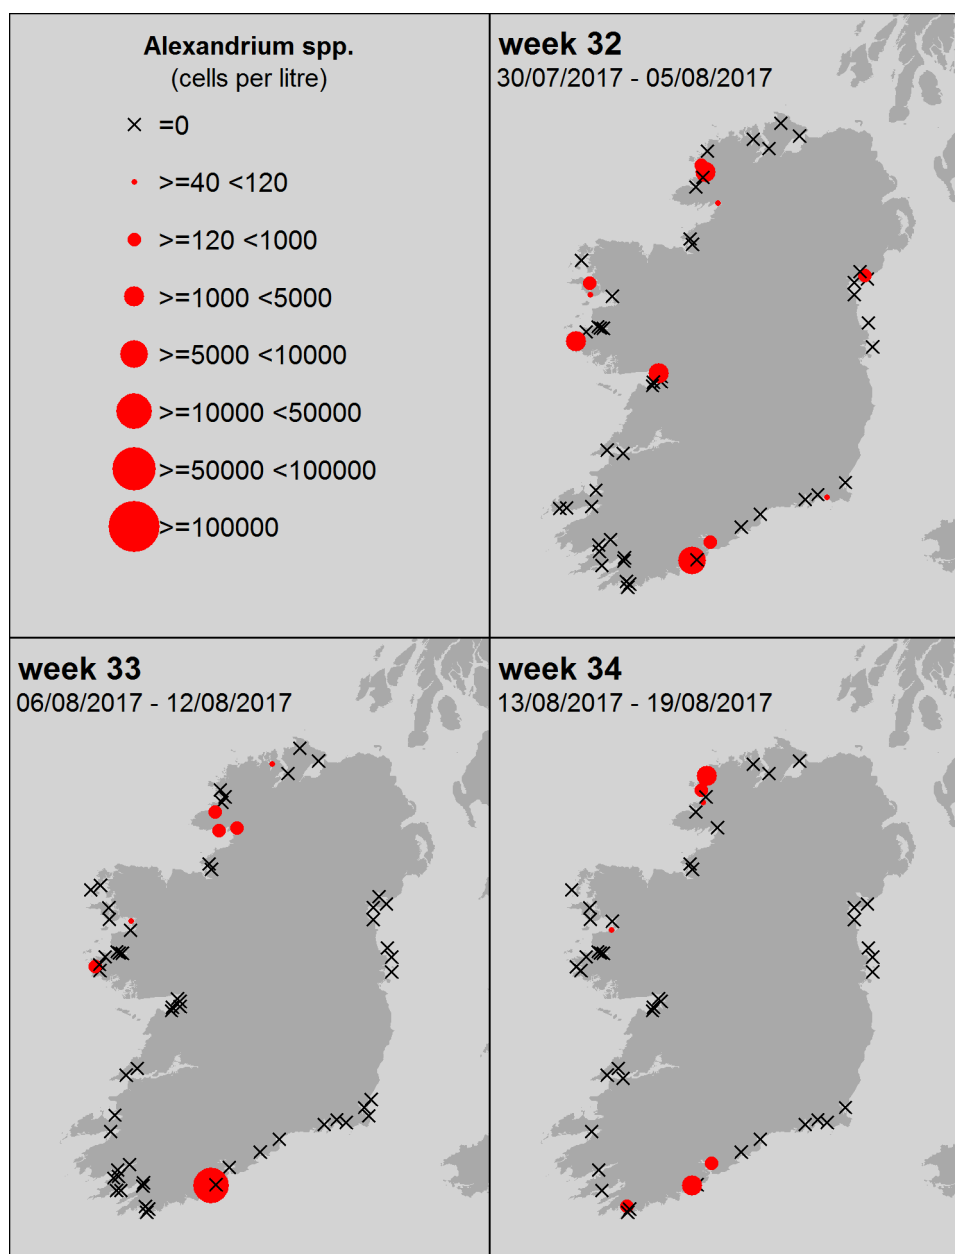 Alexandrium spp.
(cells per litre)
=0
>=40 <120
>=120 <1000
>=1000 <5000
>=5000 <10000
>=10000 <50000
>=50000 <100000
>=100000
week 32
30/07/2017 - 05/08/2017
week 33
06/08/2017 - 12/08/2017
week 34
13/08/2017 - 19/08/2017